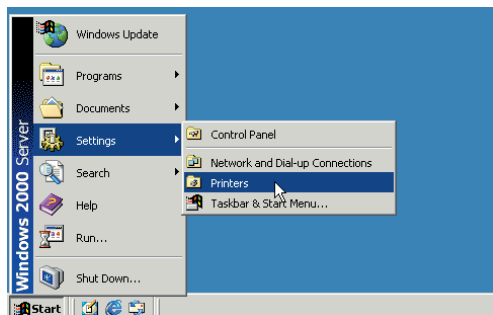 Windows Update
Programs
Documents
Settings
Search
Help
Run...
Shut Down...
Windows 2000 Server
Control Panel
Network and Dial-up Connections
Printers
Taskbar & Start Menu...
Start